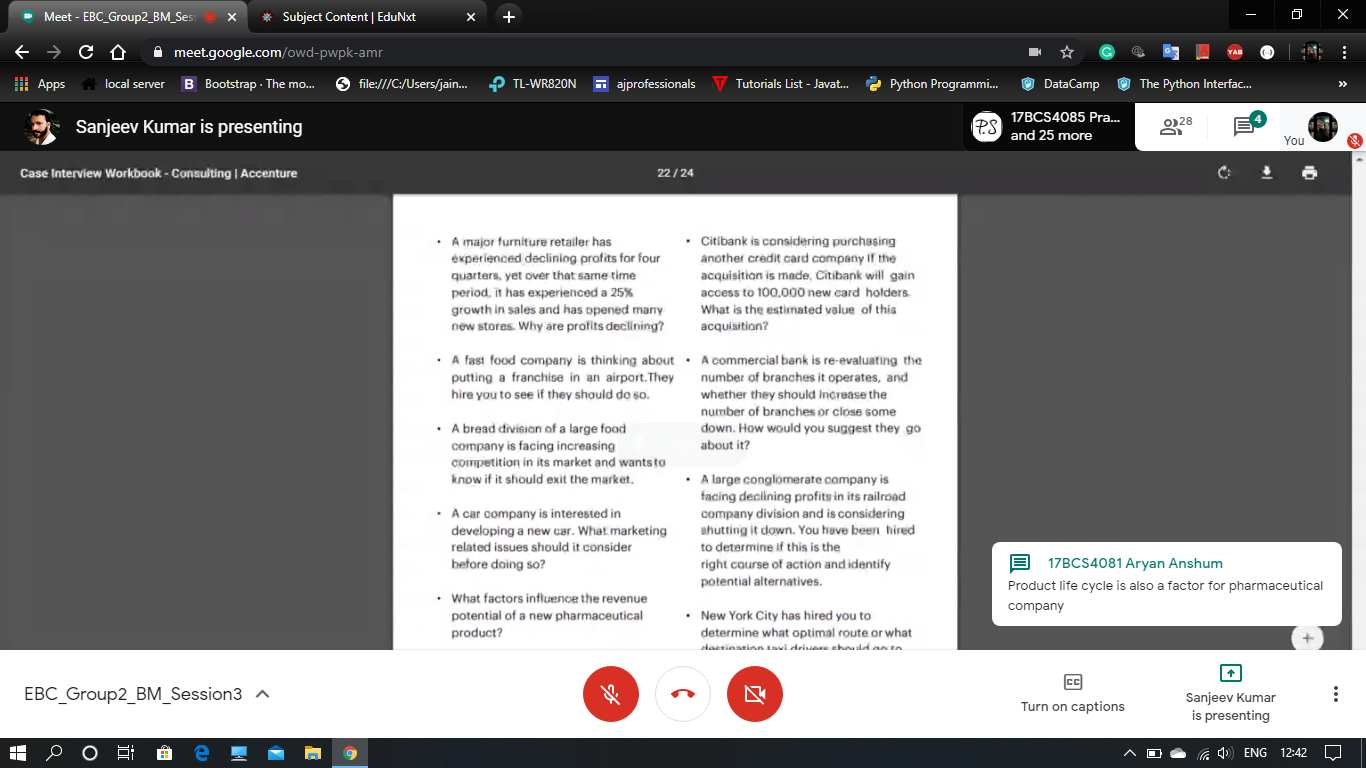 Meet - EBC_Group2_BM_Ses
Subject Content | EduNxt
meet.google.com/owd-pwpk-amr
Apps
local server
Bootstrap · The mo...
file:///C:/Users/jain...
TL-WR820N
ajprofessionals
Tutorials List - Javat...
Python Programmi...
DataCamp
The Python Interfac...
»
Sanjeev Kumar is presenting
P.S
17BCS4085 Pra...
and 25 more
28
4
You
Case Interview Workbook - Consulting | Accenture
22 / 24
• A major furniture retailer has
experienced declining profits for four
quarters, yet over that same time
period, it has experienced a 25%
growth in sales and has opened many
new stores. Why are profits declining?
• A fast food company is thinking about
putting a franchise in an airport.They
hire you to see if they should do so.
• A bread division of a large food
company is facing increasing
competition in its market and wants to
know if it should exit the market.
• A car company is interested in
developing a new car. What marketing
related issues should it consider
before doing so?
• What factors influence the revenue
potential of a new pharmaceutical
product?
• Citibank is considering purchasing
another credit card company If the
acquisition is made, Citibank will gain
access to 100,000 new card holders.
What is the estimated value of this
acquisition?
• A commercial bank is re-evaluating the
number of branches it operates, and
whether they should increase the
number of branches or close some
down. How would you suggest they go
about it?
• A large conglomerate company is
facing declining profits in its railroad
company division and is considering
shutting it down. You have been hired
to determine if this is the
right course of action and identify
potential alternatives.
• New York City has hired you to
determine what optimal route or what
destination taxi drivers should go to
17BCS4081 Aryan Anshum
Product life cycle is also a factor for pharmaceutical
company
EBC_Group2_BM_Session3
CC
Turn on captions
Sanjeev Kumar
is presenting
ENG
12:42
YAB